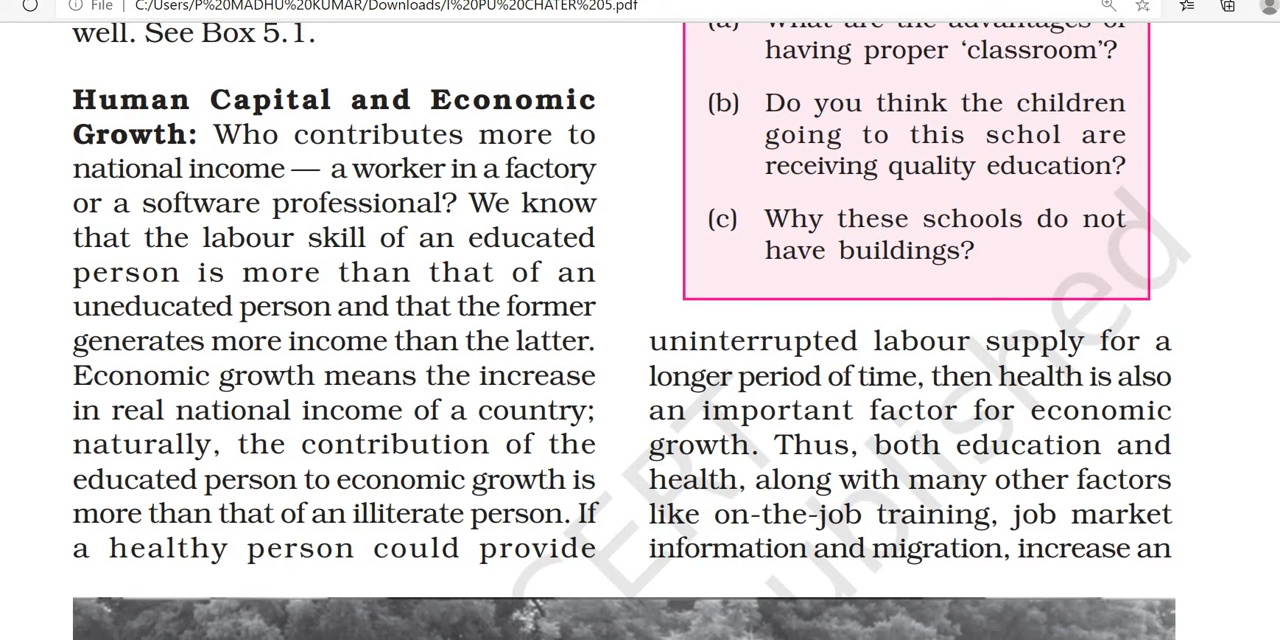 File
C:/Users/P%20MADHU%20KUMAR/Downloads/I%20PU%20CHATER%205.pdf
well. See Box 5.1.
Human Capital and Economic
Growth: Who contributes more to
national income — a worker in a factory
or a software professional? We know
that the labour skill of an educated
person is more than that of an
uneducated person and that the former
generates more income than the latter.
Economic growth means the increase
in real national income of a country;
naturally, the contribution of the
educated person to economic growth is
more than that of an illiterate person. If
a healthy person could provide
(a) What are the advantages of
having proper ‘classroom’?
(b) Do you think the children
going to this schol are
receiving quality education?
(c) Why these schools do not
have buildings?
uninterrupted labour supply for a
longer period of time, then health is also
an important factor for economic
growth. Thus, both education and
health, along with many other factors
like on-the-job training, job market
information and migration, increase an
CERT
ublished